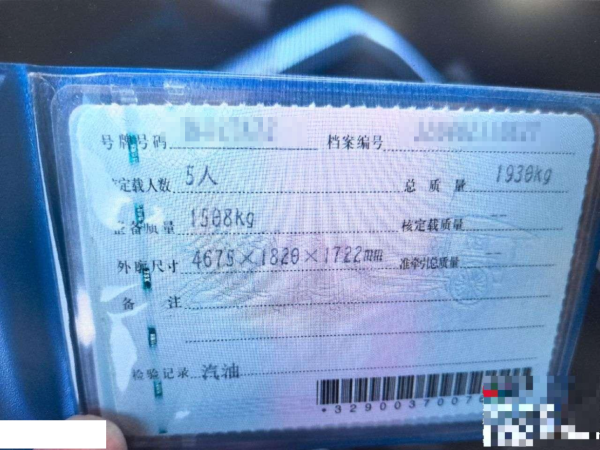 号牌号码 档案编号
定载人数 5人 总质量 1930kg
整备质量 1508kg 核定载质量 --
外廓尺寸 4675×1820×1722mm 准牵引总质量 --
备注
检验记录 汽油
*329003700